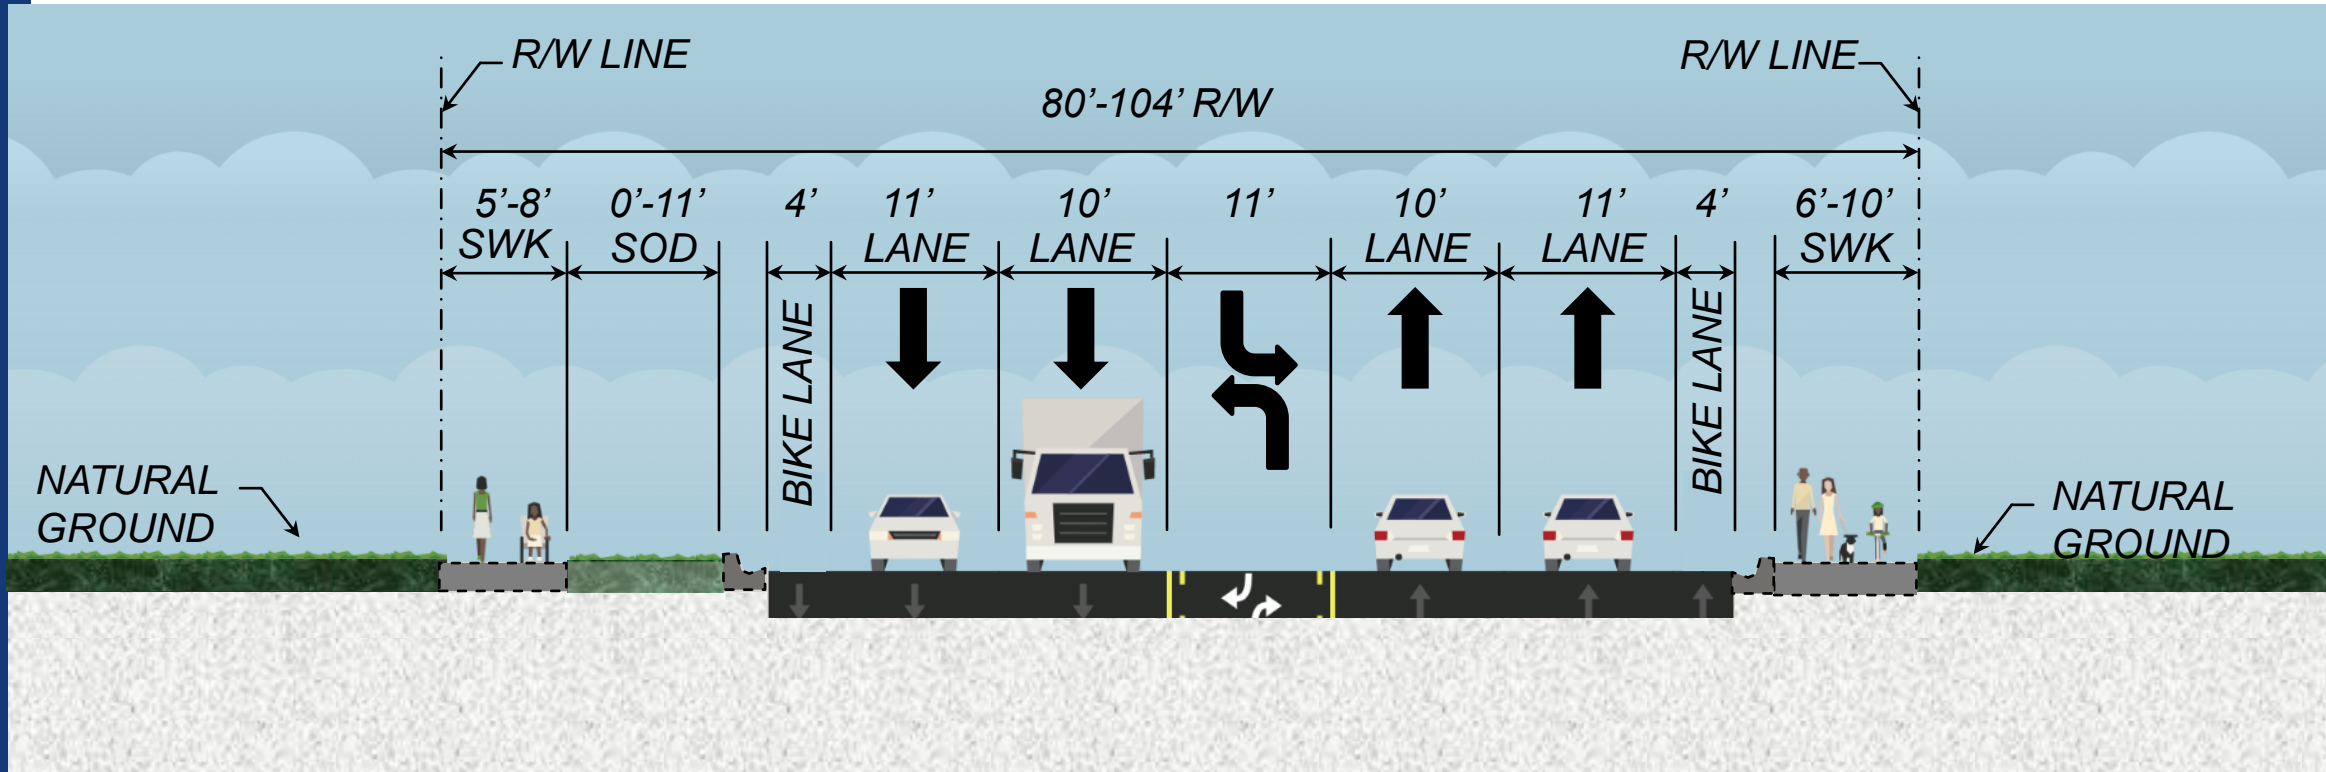 R/W LINE
R/W LINE
80’-104’ R/W
5’-8’
SWK
0’-11’
SOD
4’
BIKE LANE
11’
LANE
10’
LANE
11’
10’
LANE
11’
LANE
4’
BIKE LANE
6’-10’
SWK
NATURAL
GROUND
NATURAL
GROUND